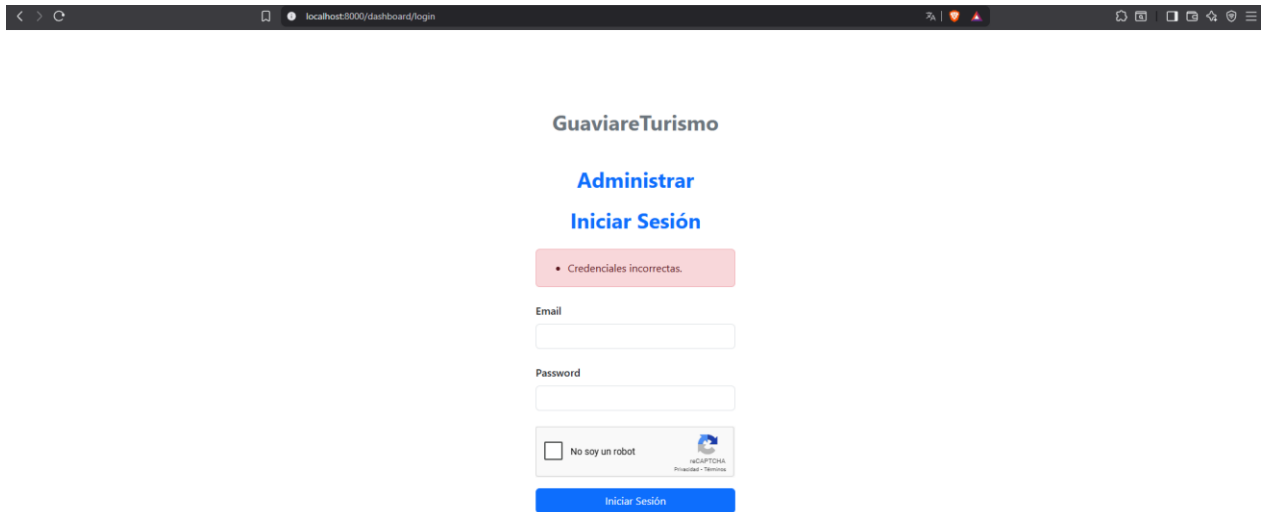 localhost:8000/dashboard/login
GuaviareTurismo
Administrar
Iniciar Sesión
• Credenciales incorrectas.
Email
Password
No soy un robot
reCAPTCHA
Privacidad - Términos
Iniciar Sesión